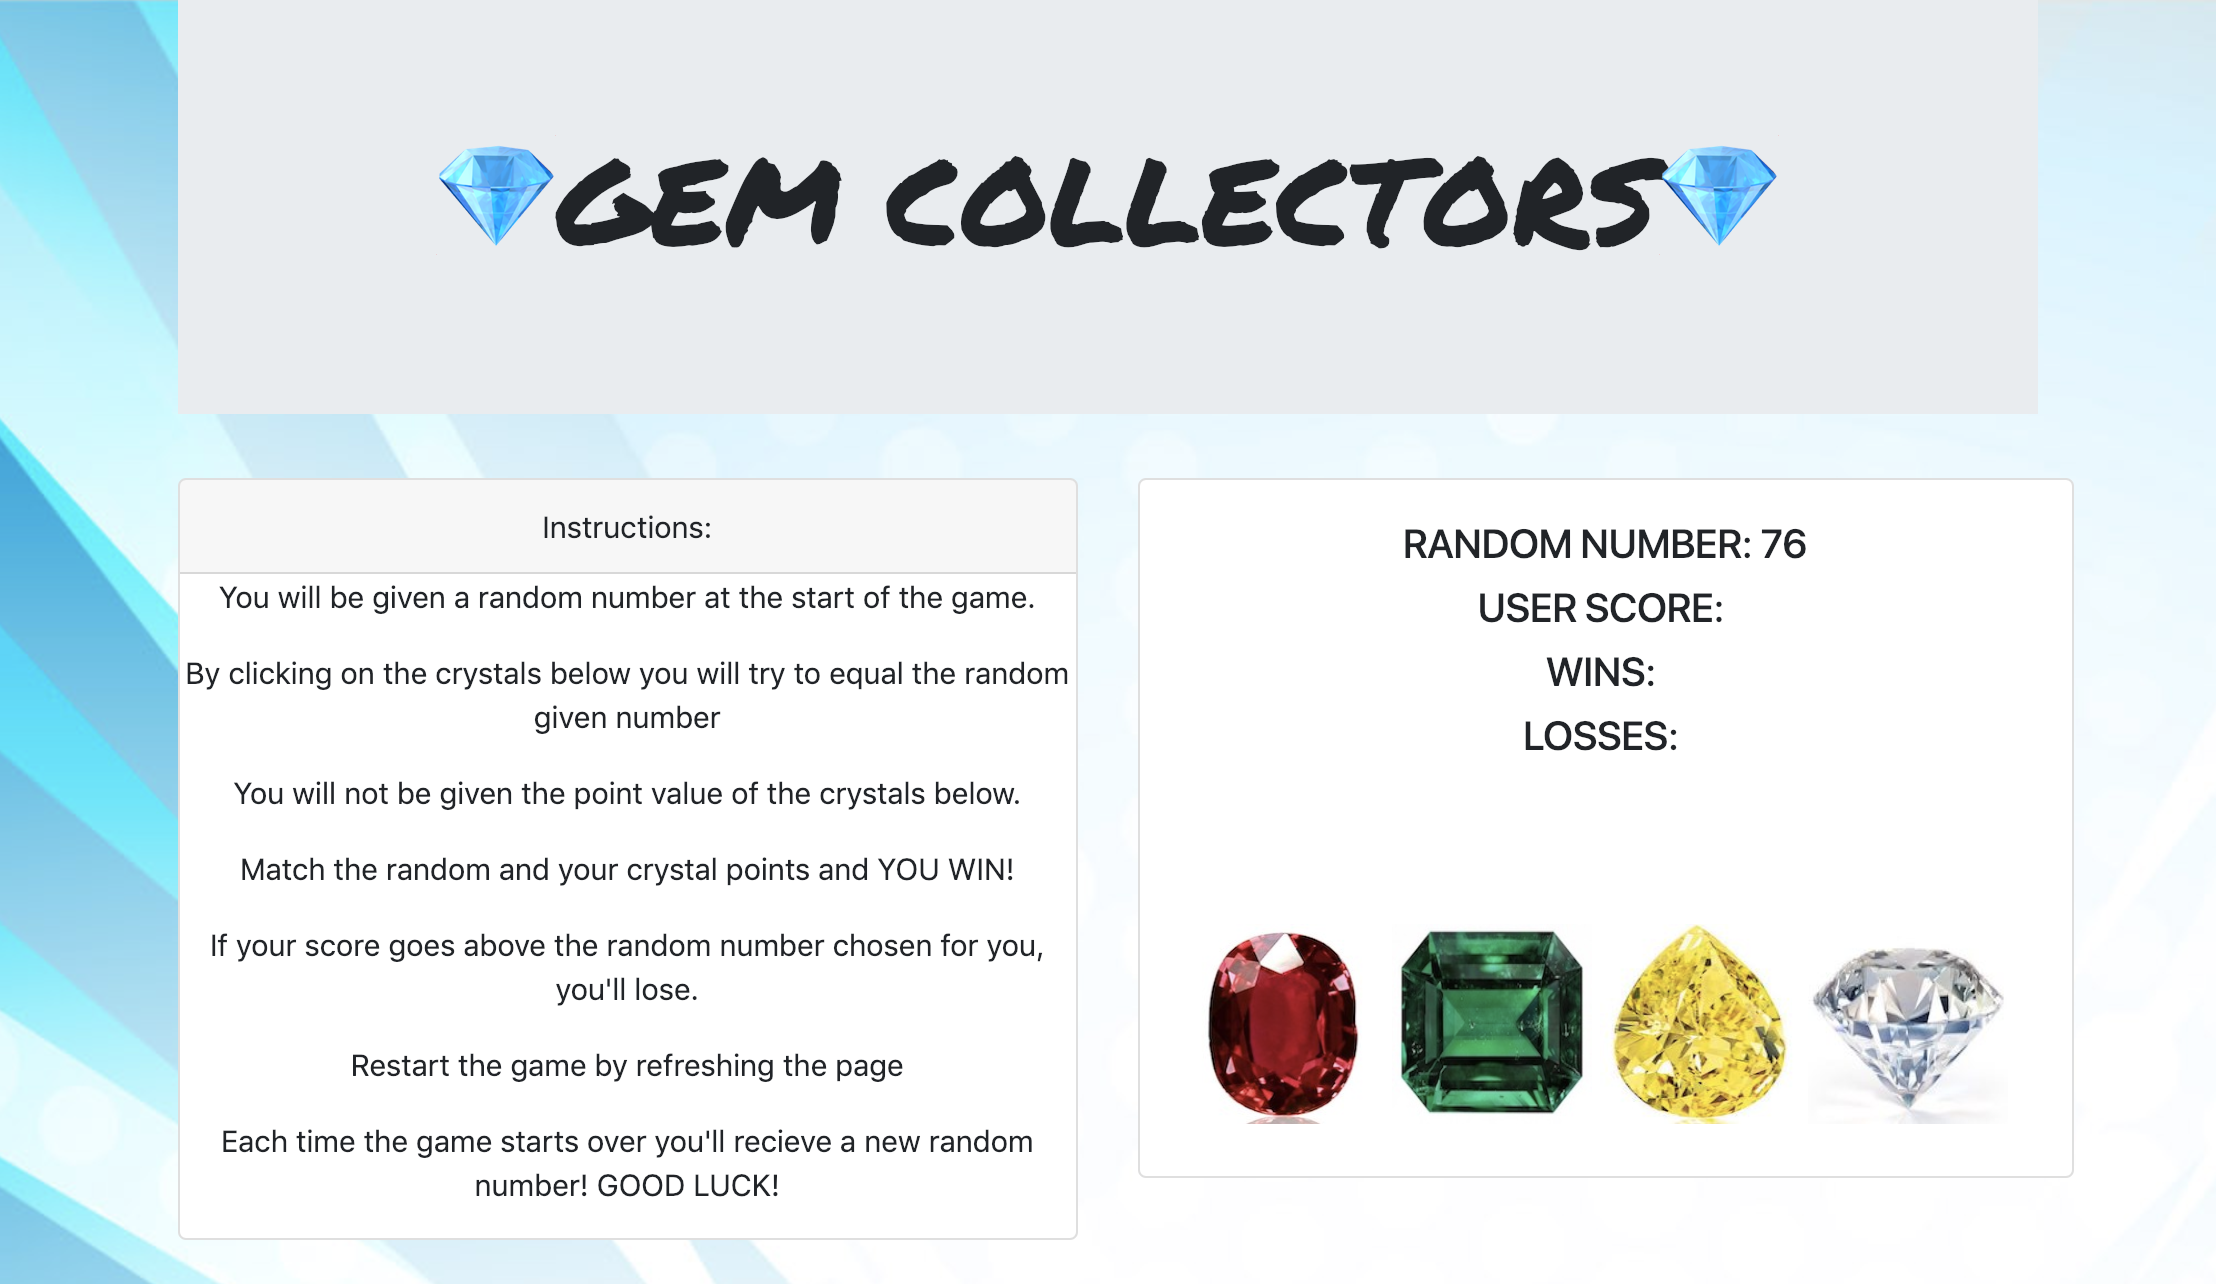 💎GEM COLLECTORS💎
Instructions:
You will be given a random number at the start of the game.
By clicking on the crystals below you will try to equal the random
given number
You will not be given the point value of the crystals below.
Match the random and your crystal points and YOU WIN!
If your score goes above the random number chosen for you,
you'll lose.
Restart the game by refreshing the page
Each time the game starts over you'll recieve a new random
number! GOOD LUCK!
RANDOM NUMBER: 76
USER SCORE:
WINS:
LOSSES: